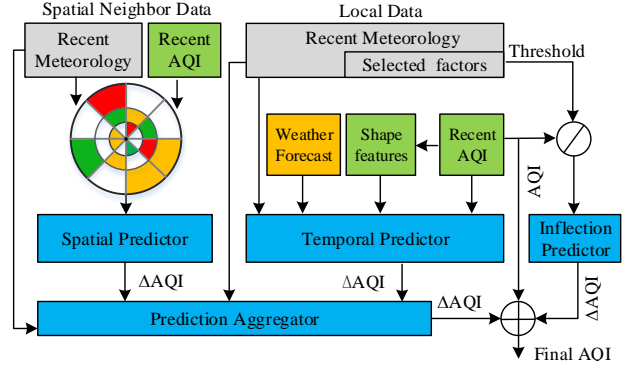 Spatial Neighbor Data
Local Data
Recent
Meteorology
Recent
AQI
Recent Meteorology
Selected factors
Threshold
Weather
Forecast
Shape
features
Recent
AQI
AQI
Spatial Predictor
Temporal Predictor
Inflection
Predictor
ΔAQI
ΔAQI
ΔAQI
ΔAQI
Prediction Aggregator
Final AQI